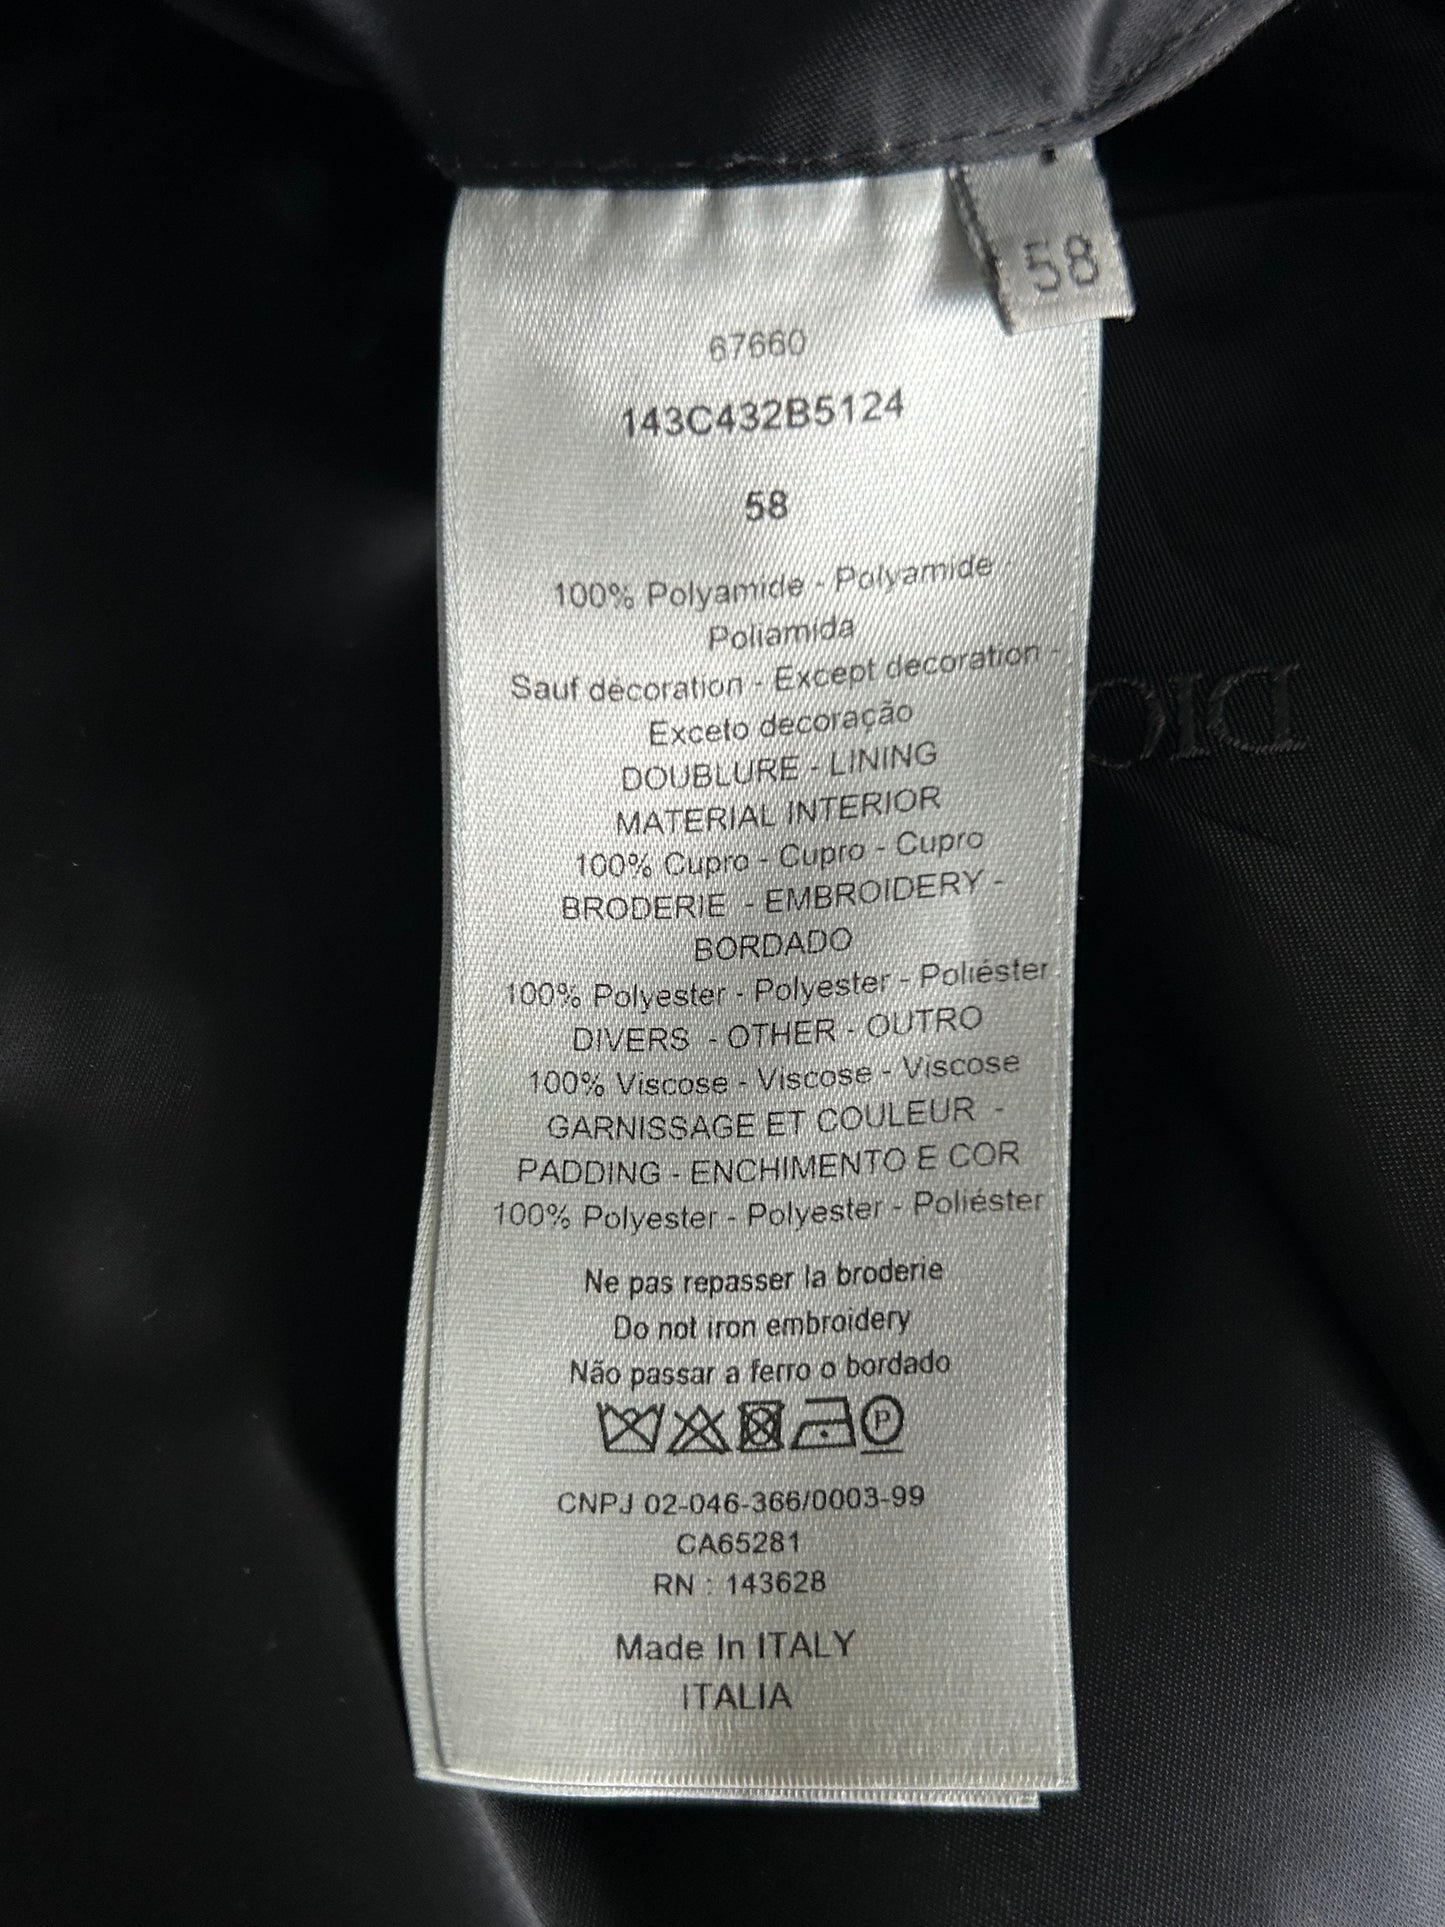 58
67660
143C432B5124
58
100% Polyamide - Polyamide -
Poliamida
Sauf décoration - Except decoration -
Exceto decoração
DOUBLURE - LINING
MATERIAL INTERIOR
100% Cupro - Cupro - Cupro
BRODERIE - EMBROIDERY -
BORDADO
100% Polyester - Polyester - Poliéster
DIVERS - OTHER - OUTRO
100% Viscose - Viscose - Viscose
GARNISSAGE ET COULEUR -
PADDING - ENCHIMENTO E COR
100% Polyester - Polyester - Poliéster
Ne pas repasser la broderie
Do not iron embroidery
Não passar a ferro o bordado
P
CNPJ 02-046-366/0003-99
CA65281
RN : 143628
Made In ITALY
ITALIA
DIO